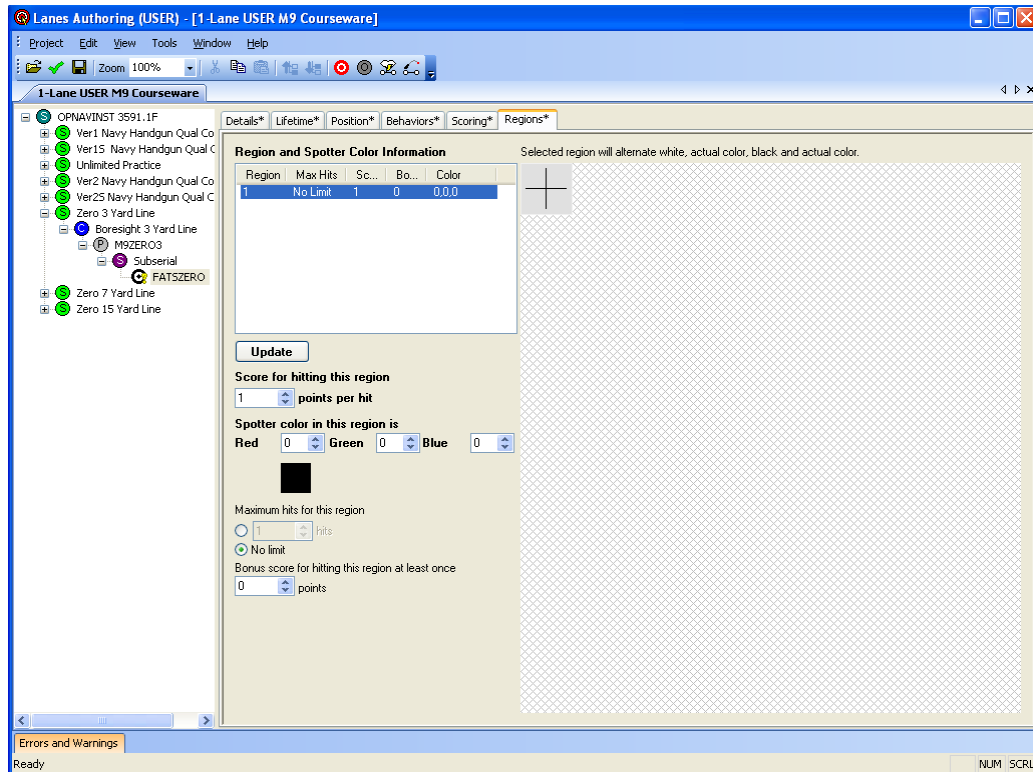 Lanes Authoring (USER) - [1-Lane USER M9 Courseware]
Project Edit View Tools Window Help
Zoom 100%
1-Lane USER M9 Courseware
OPNAVINST 3591.1F
Ver1 Navy Handgun Qual Co
Ver1S Navy Handgun Qual C
Unlimited Practice
Ver2 Navy Handgun Qual Co
Ver2S Navy Handgun Qual C
Zero 3 Yard Line
Boresight 3 Yard Line
M9ZERO3
Subserial
FATSZERO
Zero 7 Yard Line
Zero 15 Yard Line
Details* Lifetime* Position* Behaviors* Scoring* Regions*
Region and Spotter Color Information
Selected region will alternate white, actual color, black and actual color.
Region Max Hits Sc... Bo... Color
1 No Limit 1 0 0,0,0
Update
Score for hitting this region
1 points per hit
Spotter color in this region is
Red 0 Green 0 Blue 0
Maximum hits for this region
1 hits
No limit
Bonus score for hitting this region at least once
0 points
Errors and Warnings
Ready NUM SCRL